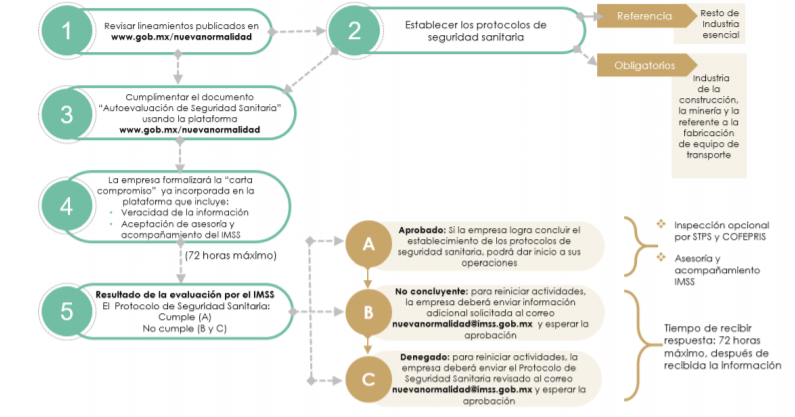 1
Revisar lineamientos publicados en
www.gob.mx/nuevanormalidad
2
Establecer los protocolos de
seguridad sanitaria
Referencia
Resto de
Industria
esencial
Obligatorios
Industria
de la
construcción,
la minería y la
referente a la
fabricación
de equipo de
transporte
3
Cumplimentar el documento
“Autoevaluación de Seguridad Sanitaria”
usando la plataforma
www.gob.mx/nuevanormalidad
4
La empresa formalizará la “carta
compromiso” ya incorporada en la
plataforma que incluye:
• Veracidad de la información
• Aceptación de asesoría y
acompañamiento del IMSS
(72 horas máximo)
5
Resultado de la evaluación por el IMSS
El Protocolo de Seguridad Sanitaria:
Cumple (A)
No cumple (B y C)
A
Aprobado: Si la empresa logra concluir el
establecimiento de los protocolos de
seguridad sanitaria, podrá dar inicio a sus
operaciones
❖ Inspección opcional
por STPS y COFEPRIS
❖ Asesoría y
acompañamiento
IMSS
B
No concluyente: para reiniciar actividades,
la empresa deberá enviar información
adicional solicitada al correo
nuevanormalidad@imss.gob.mx y esperar la
aprobación
C
Denegado: para reiniciar actividades, la
empresa deberá enviar el Protocolo de
Seguridad Sanitaria revisado al correo
nuevanormalidad@imss.gob.mx y esperar la
aprobación
Tiempo de recibir
respuesta: 72 horas
máximo, después de
recibida la información